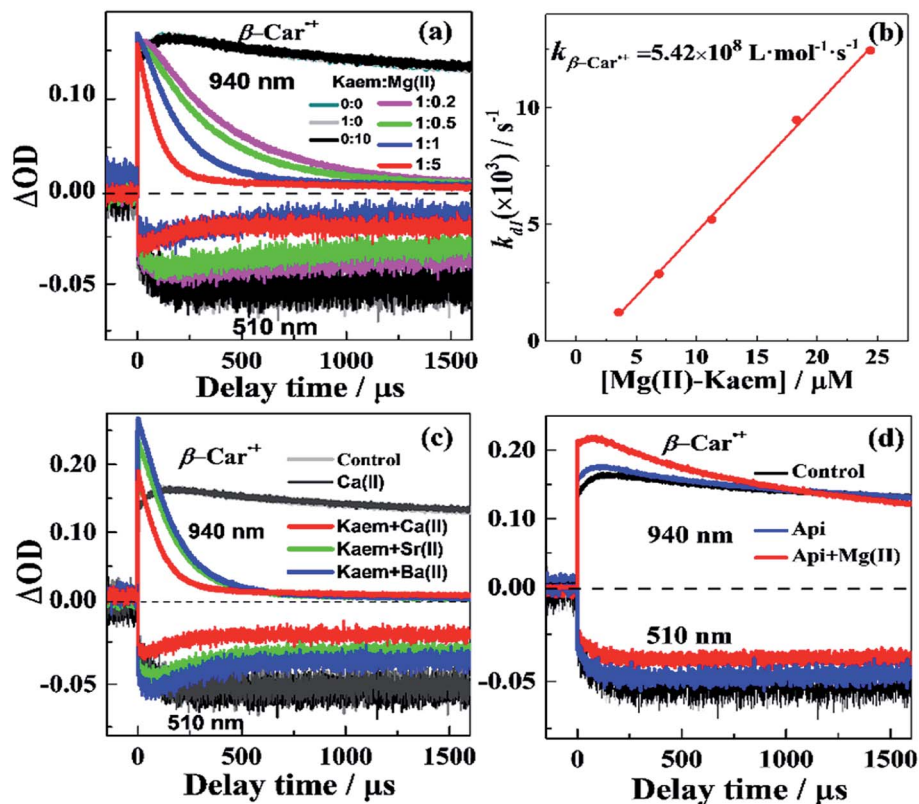 (a)
β–Car•+
940 nm
Kaem:Mg(II)
0:0
1:0
0:10
1:0.2
1:0.5
1:1
1:5
510 nm
0.10
0.00
-0.05
ΔOD
0 500 1000 1500
Delay time / μs
(b)
k β–Car•+ =5.42×10⁸ L·mol⁻¹·s⁻¹
10
5
0
kdl(×10³) / s⁻¹
0 5 10 15 20 25
[Mg(II)-Kaem] / μM
(c)
β–Car•+
Control
Ca(II)
Kaem+Ca(II)
Kaem+Sr(II)
Kaem+Ba(II)
940 nm
510 nm
0.20
0.10
0.00
-0.05
ΔOD
0 500 1000 1500
Delay time / μs
(d)
β–Car•+
Control
Api
Api+Mg(II)
940 nm
510 nm
0.20
0.10
0.00
-0.05
0 500 1000 1500
Delay time / μs